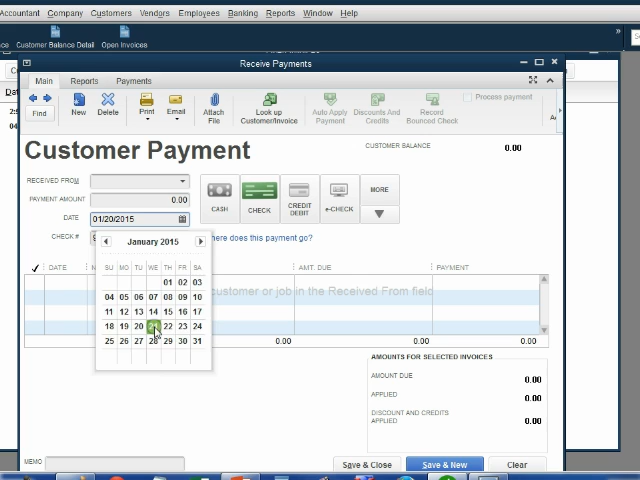 Accountant Company Customers Vendors Employees Banking Reports Window Help
Customer Balance Detail Open Invoices
Receive Payments
Main Reports Payments
Find New Delete Print Email Attach File Look up Customer/Invoice Auto Apply Payment Discounts And Credits Record Bounced Check Process payment
Customer Payment
CUSTOMER BALANCE 0.00
RECEIVED FROM
PAYMENT AMOUNT 0.00
DATE 01/20/2015
CHECK #
CASH CHECK CREDIT DEBIT e-CHECK MORE
here does this payment go?
January 2015
SU MO TU WE TH FR SA
01 02 03
04 05 06 07 08 09 10
11 12 13 14 15 16 17
18 19 20 21 22 23 24
25 26 27 28 29 30 31
DATE AMT. DUE PAYMENT
customer or job in the Received From field
0.00 0.00 0.00
AMOUNTS FOR SELECTED INVOICES
AMOUNT DUE 0.00
APPLIED 0.00
DISCOUNT AND CREDITS APPLIED 0.00
MEMO
Save & Close Save & New Clear